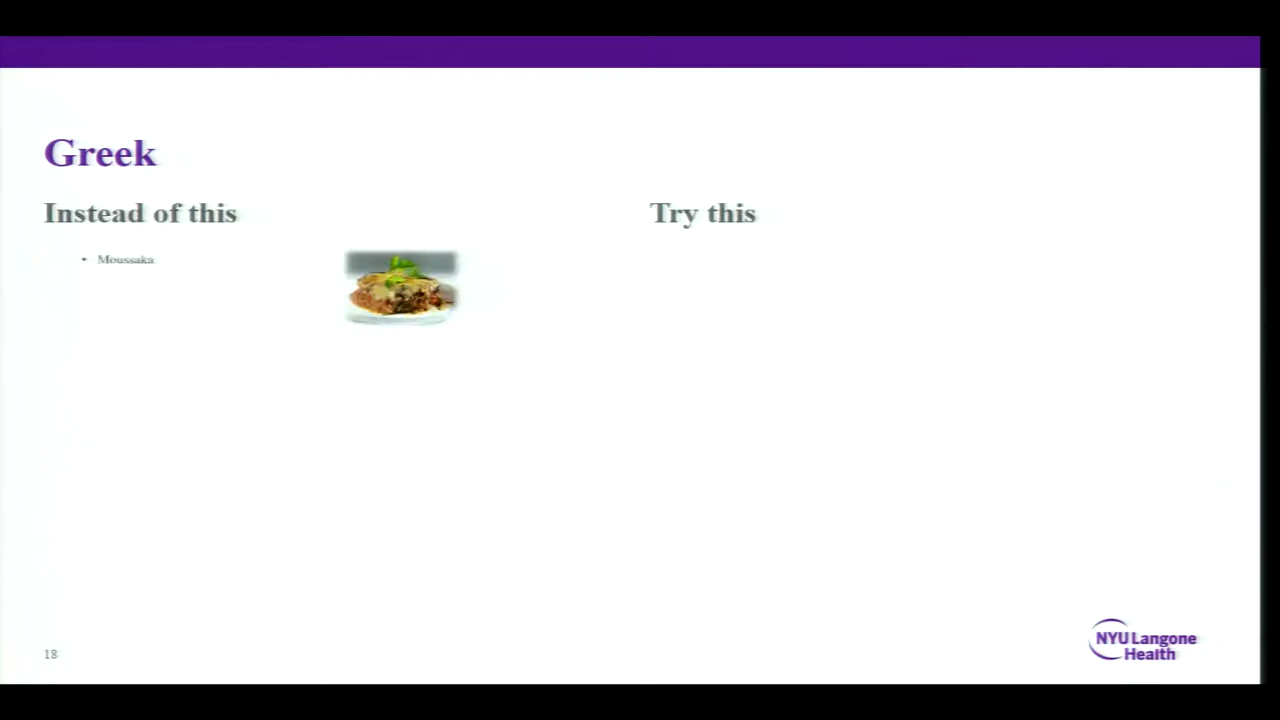 Greek
Instead of this
Try this
• Moussaka
18
NYU Langone
Health